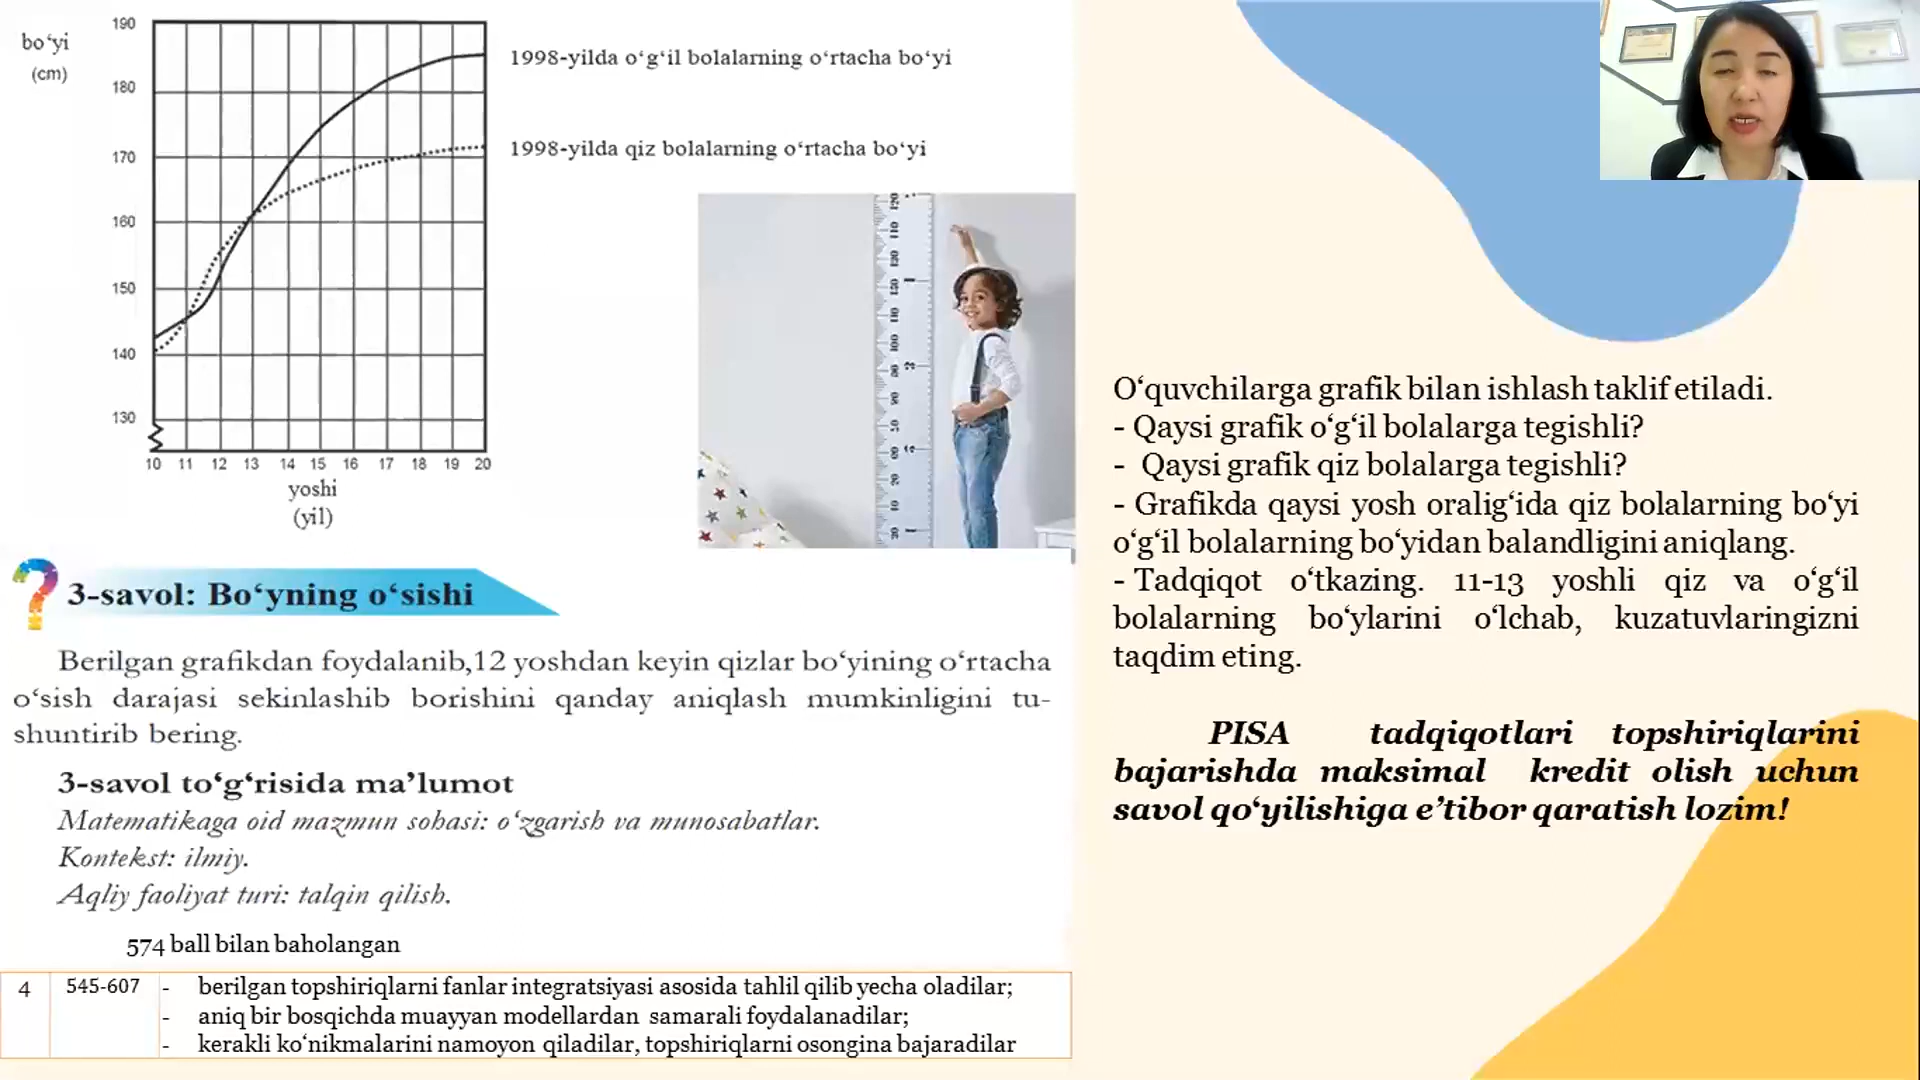 190
bo‘yi
(cm)
180
170
160
150
140
130
10 11 12 13 14 15 16 17 18 19 20
yoshi
(yil)
1998-yilda o‘g‘il bolalarning o‘rtacha bo‘yi
1998-yilda qiz bolalarning o‘rtacha bo‘yi
3-savol: Bo‘yning o‘sishi
Berilgan grafikdan foydalanib,12 yoshdan keyin qizlar bo‘yining o‘rtacha
o‘sish darajasi sekinlashib borishini qanday aniqlash mumkinligini tu-
shuntirib bering.
3-savol to‘g‘risida ma’lumot
Matematikaga oid mazmun sohasi: o‘zgarish va munosabatlar.
Kontekst: ilmiy.
Aqliy faoliyat turi: talqin qilish.
574 ball bilan baholangan
4 545-607 - berilgan topshiriqlarni fanlar integratsiyasi asosida tahlil qilib yecha oladilar;
- aniq bir bosqichda muayyan modellardan samarali foydalanadilar;
- kerakli ko‘nikmalarini namoyon qiladilar, topshiriqlarni osongina bajaradilar
O‘quvchilarga grafik bilan ishlash taklif etiladi.
- Qaysi grafik o‘g‘il bolalarga tegishli?
- Qaysi grafik qiz bolalarga tegishli?
- Grafikda qaysi yosh oralig‘ida qiz bolalarning bo‘yi
o‘g‘il bolalarning bo‘yidan balandligini aniqlang.
- Tadqiqot o‘tkazing. 11-13 yoshli qiz va o‘g‘il
bolalarning bo‘ylarini o‘lchab, kuzatuvlaringizni
taqdim eting.
PISA tadqiqotlari topshiriqlarini
bajarishda maksimal kredit olish uchun
savol qo‘yilishiga e’tibor qaratish lozim!